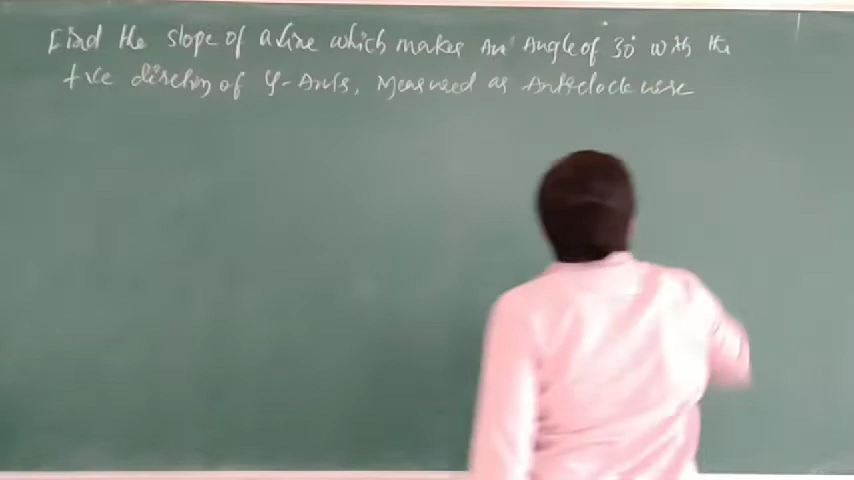 Find the slope of a line which makes an Angle of 30° with the
+ve direction of Y-Axis, Measured as Anticlockwise